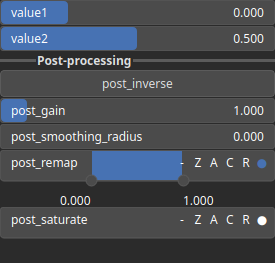 value1 0.000
value2 0.500
Post-processing
post_inverse
post_gain 1.000
post_smoothing_radius 0.000
post_remap - Z A C R
0.000 1.000
post_saturate - Z A C R